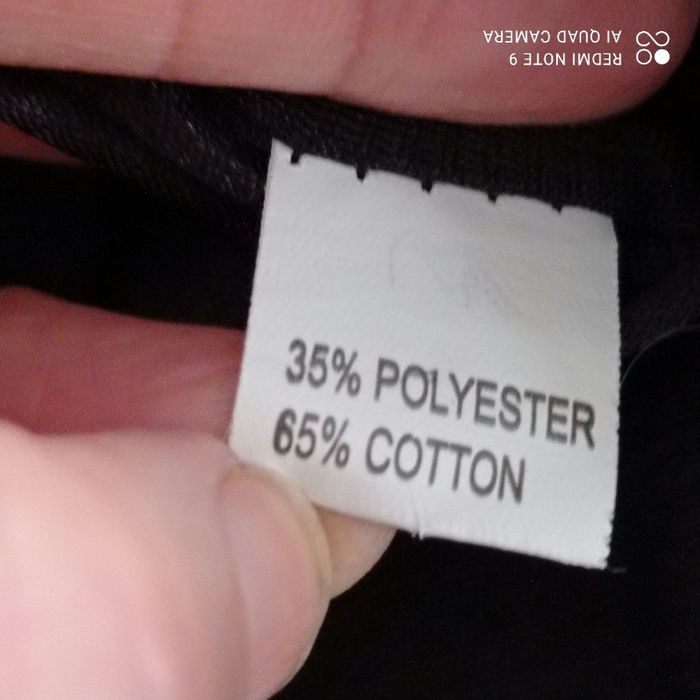 35% POLYESTER
65% COTTON
REDMI NOTE 9
AI QUAD CAMERA